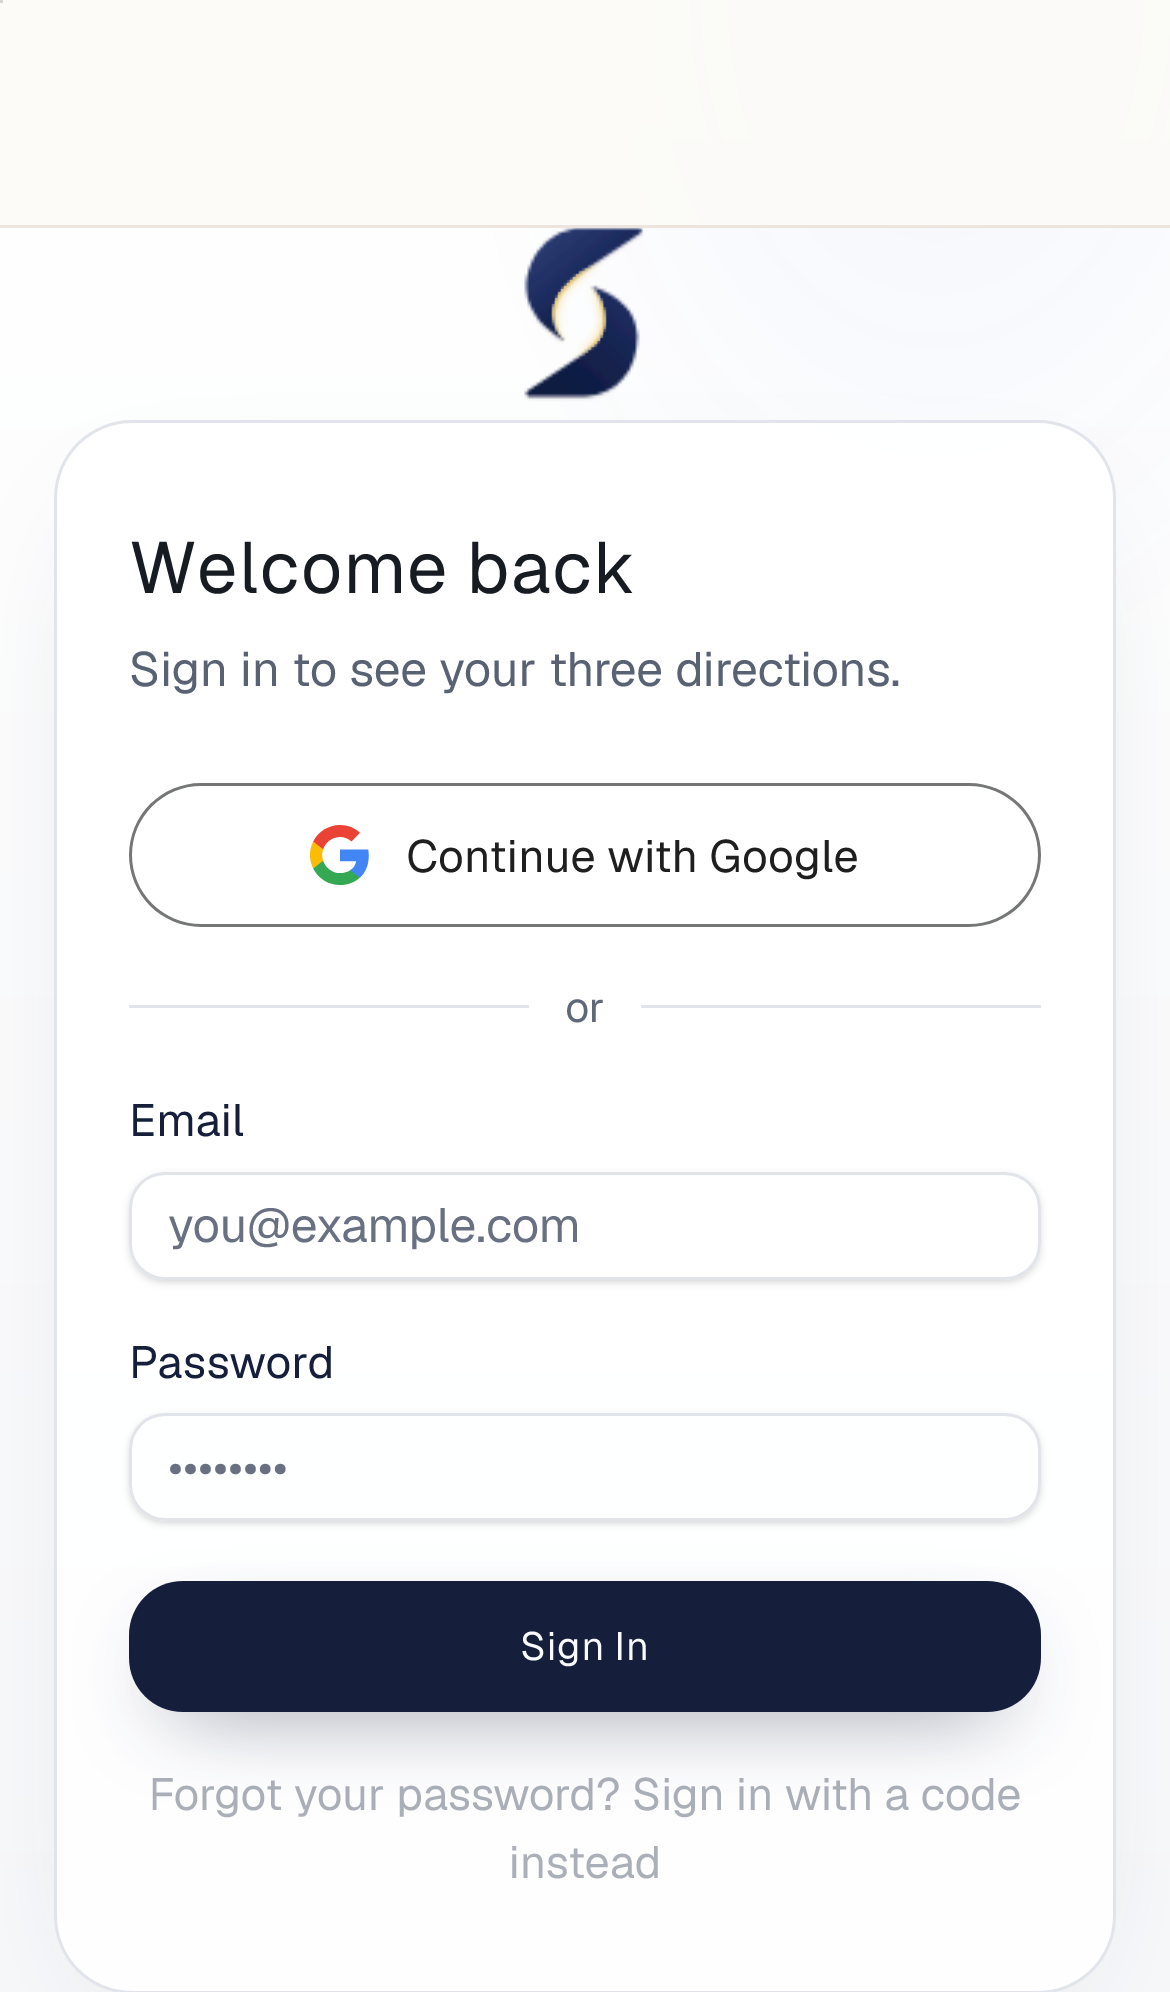 Welcome back
Sign in to see your three directions.
Continue with Google
or
Email
you@example.com
Password
••••••••
Sign In
Forgot your password? Sign in with a code
instead